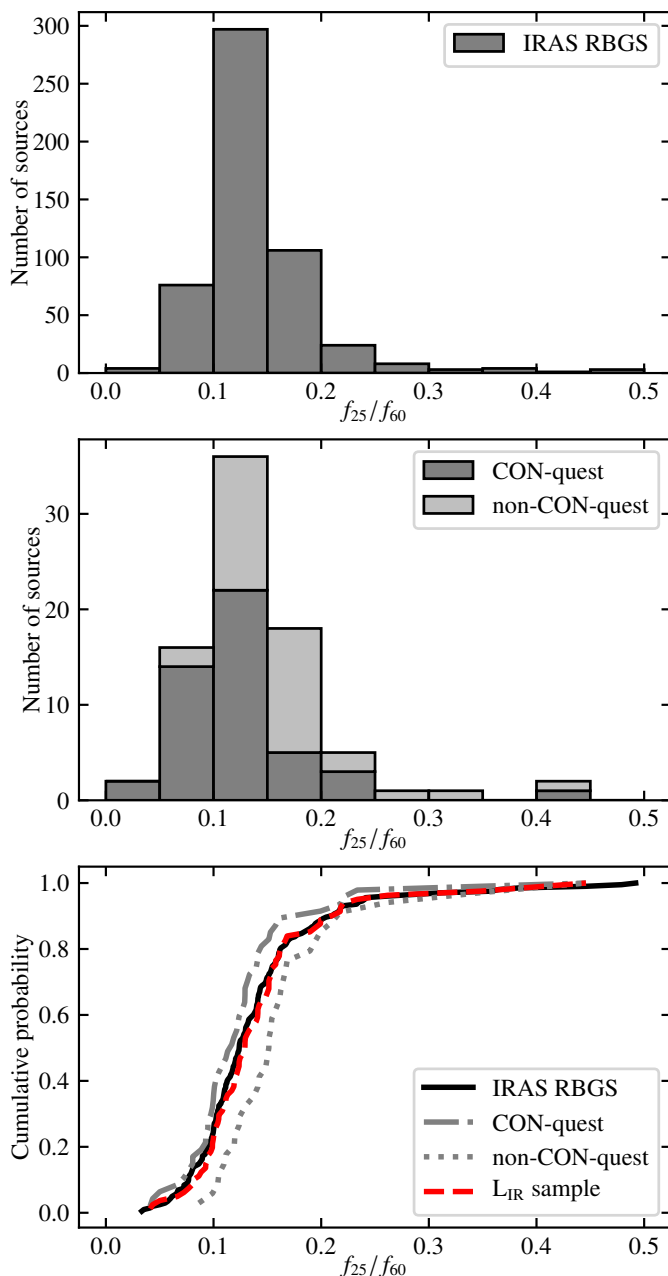 300
250
200
150
100
50
0
Number of sources
IRAS RBGS
0.0 0.1 0.2 0.3 0.4 0.5
f25/f60
30
20
10
0
Number of sources
CON-quest
non-CON-quest
0.0 0.1 0.2 0.3 0.4 0.5
f25/f60
1.0
0.8
0.6
0.4
0.2
0.0
Cumulative probability
IRAS RBGS
CON-quest
non-CON-quest
LIR sample
0.0 0.1 0.2 0.3 0.4 0.5
f25/f60